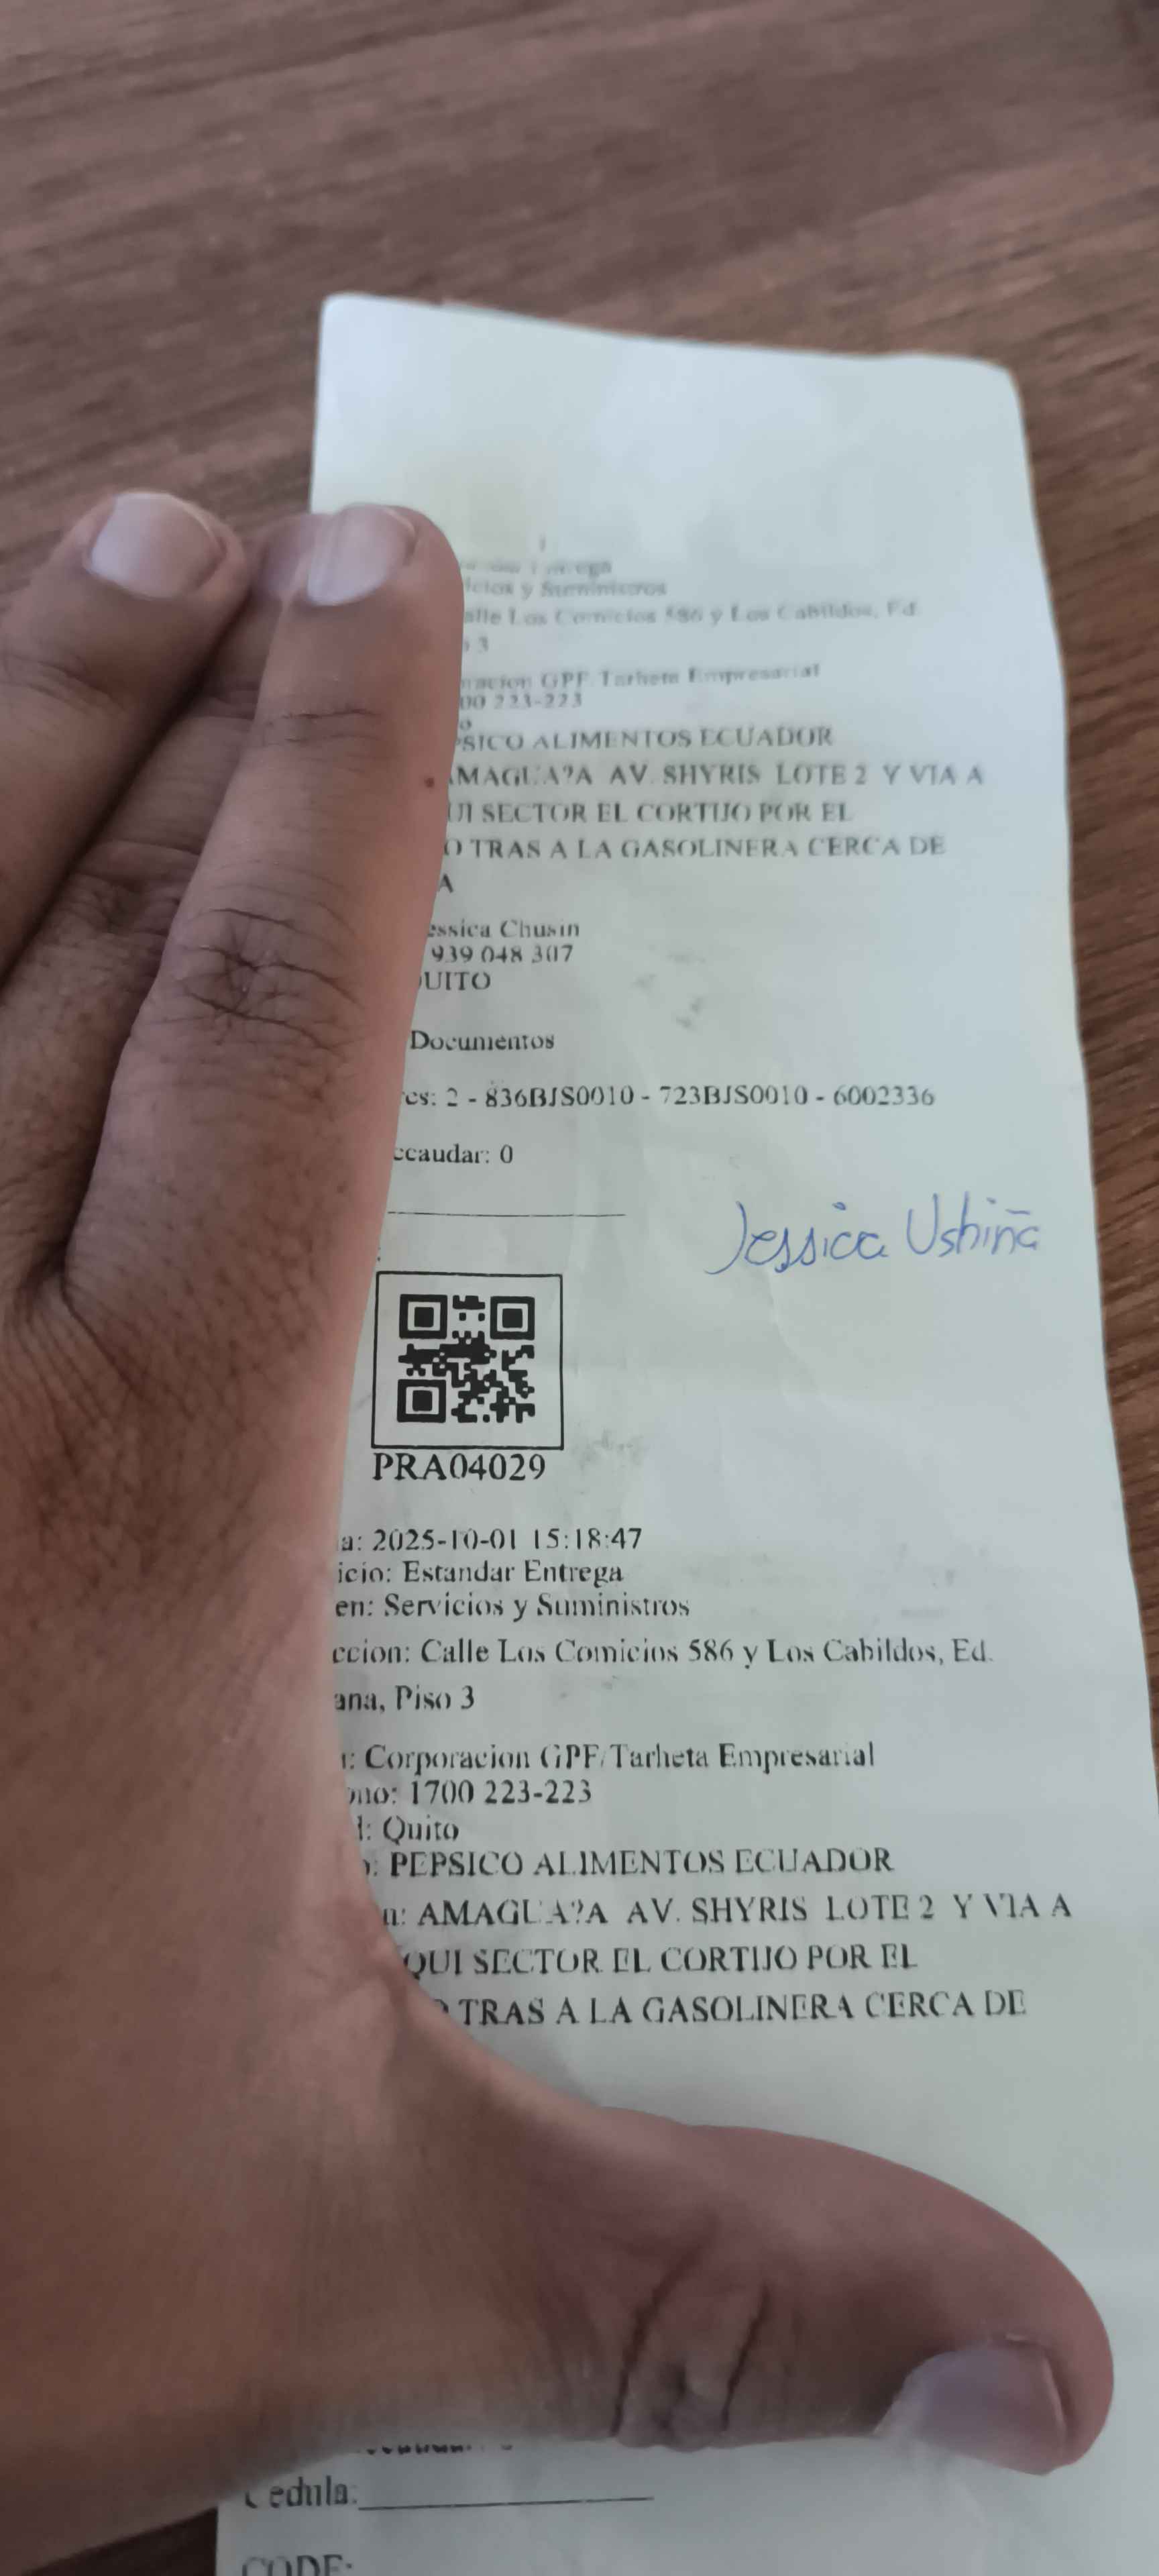 icios y Suministros
alle Los Comicios 586 y Los Cabildos, Ed
o 3
racion GPF/Tarheta Empresarial
00 223-223
o
PSICO ALIMENTOS ECUADOR
AMAGUA?A AV. SHYRIS LOTE 2 Y VIA A
UI SECTOR EL CORTIJO POR EL
O TRAS A LA GASOLINERA CERCA DE
A
essica Chusin
939 048 307
UITO
Documentos
res: 2 - 836BJS0010 - 723BJS0010 - 6002336
ecaudar: 0
Jessica Ushiña
PRA04029
a: 2025-10-01 15:18:47
icio: Estandar Entrega
en: Servicios y Suministros
ccion: Calle Los Comicios 586 y Los Cabildos, Ed.
ana, Piso 3
: Corporacion GPF/Tarheta Empresarial
ono: 1700 223-223
d: Quito
o: PEPSICO ALIMENTOS ECUADOR
n: AMAGUA?A AV. SHYRIS LOTE 2 Y VIA A
QUI SECTOR EL CORTIJO POR EL
O TRAS A LA GASOLINERA CERCA DE
Cedula:
CODE: